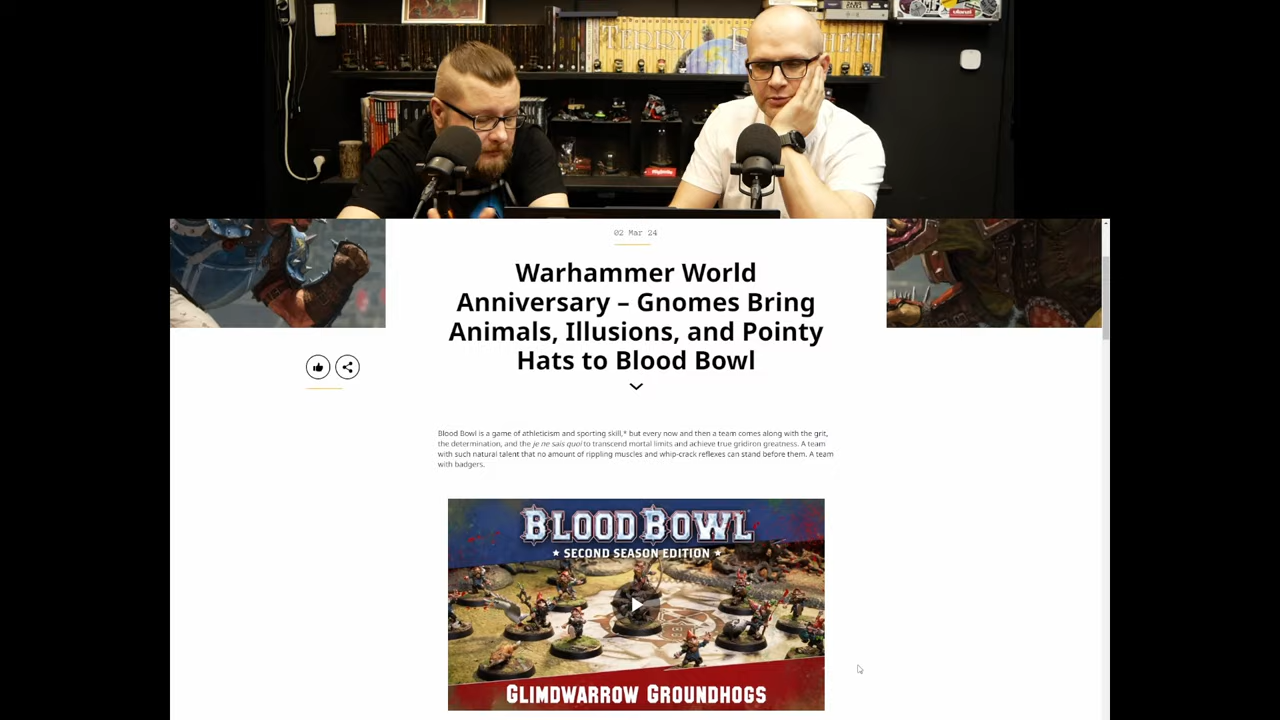 TERRY
02 Mar 24
Warhammer World
Anniversary – Gnomes Bring
Animals, Illusions, and Pointy
Hats to Blood Bowl
Blood Bowl is a game of athleticism and sporting skill,* but every now and then a team comes along with the grit,
the determination, and the je ne sais quoi to transcend mortal limits and achieve true gridiron greatness. A team
with such natural talent that no amount of rippling muscles and whip-crack reflexes can stand before them. A team
with badgers.
BLOOD BOWL
★ SECOND SEASON EDITION ★
GLIMDWARROW GROUNDHOGS